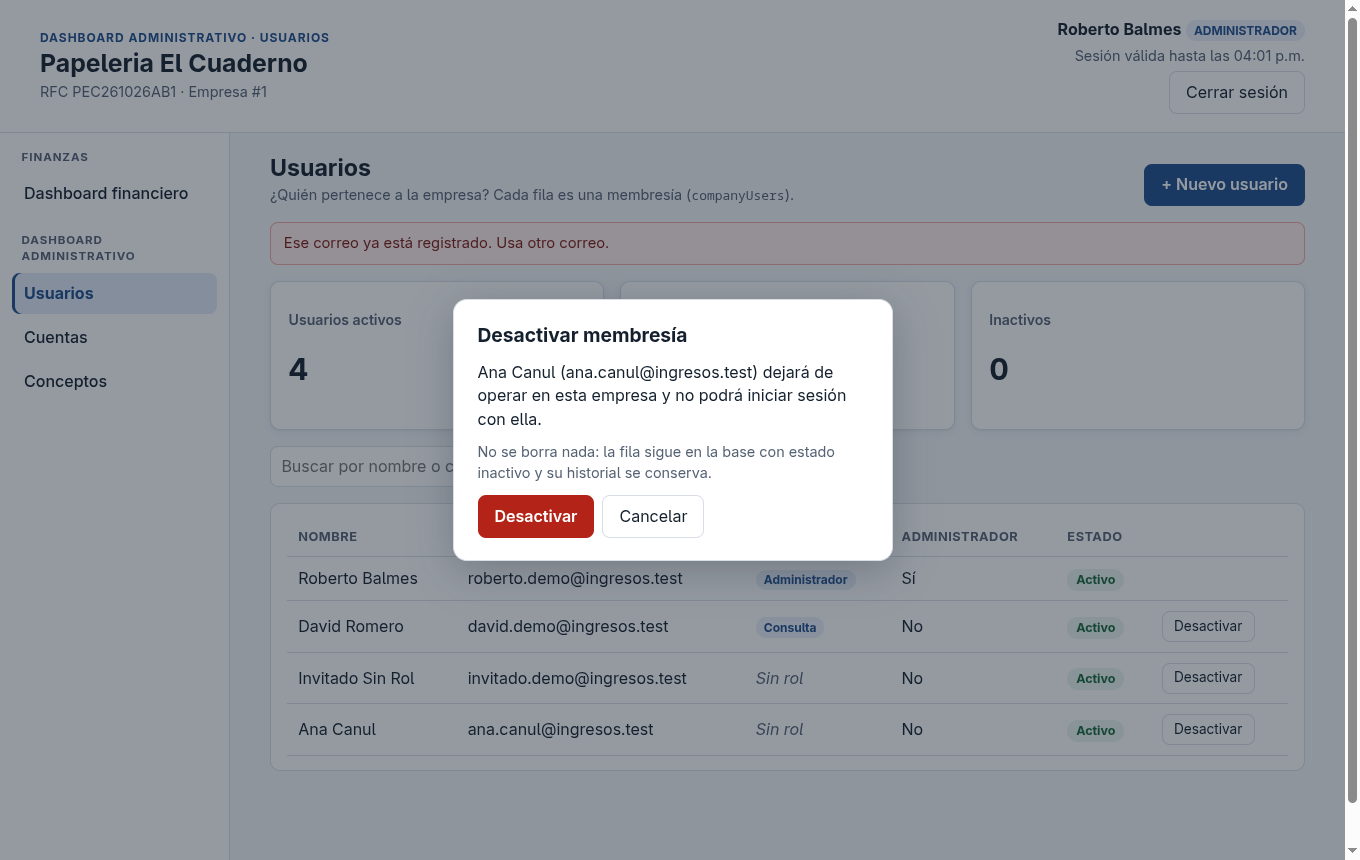 DASHBOARD ADMINISTRATIVO · USUARIOS
Papeleria El Cuaderno
RFC PEC261026AB1 · Empresa #1
Roberto Balmes ADMINISTRADOR
Sesión válida hasta las 04:01 p.m.
Cerrar sesión
FINANZAS
Dashboard financiero
DASHBOARD
ADMINISTRATIVO
Usuarios
Cuentas
Conceptos
Usuarios
¿Quién pertenece a la empresa? Cada fila es una membresía (companyUsers).
+ Nuevo usuario
Ese correo ya está registrado. Usa otro correo.
Usuarios activos
4
Inactivos
0
Desactivar membresía
Ana Canul (ana.canul@ingresos.test) dejará de
operar en esta empresa y no podrá iniciar sesión
con ella.
No se borra nada: la fila sigue en la base con estado
inactivo y su historial se conserva.
Desactivar Cancelar
Buscar por nombre o c
NOMBRE ADMINISTRADOR ESTADO
Roberto Balmes roberto.demo@ingresos.test Administrador Sí Activo
David Romero david.demo@ingresos.test Consulta No Activo Desactivar
Invitado Sin Rol invitado.demo@ingresos.test Sin rol No Activo Desactivar
Ana Canul ana.canul@ingresos.test Sin rol No Activo Desactivar